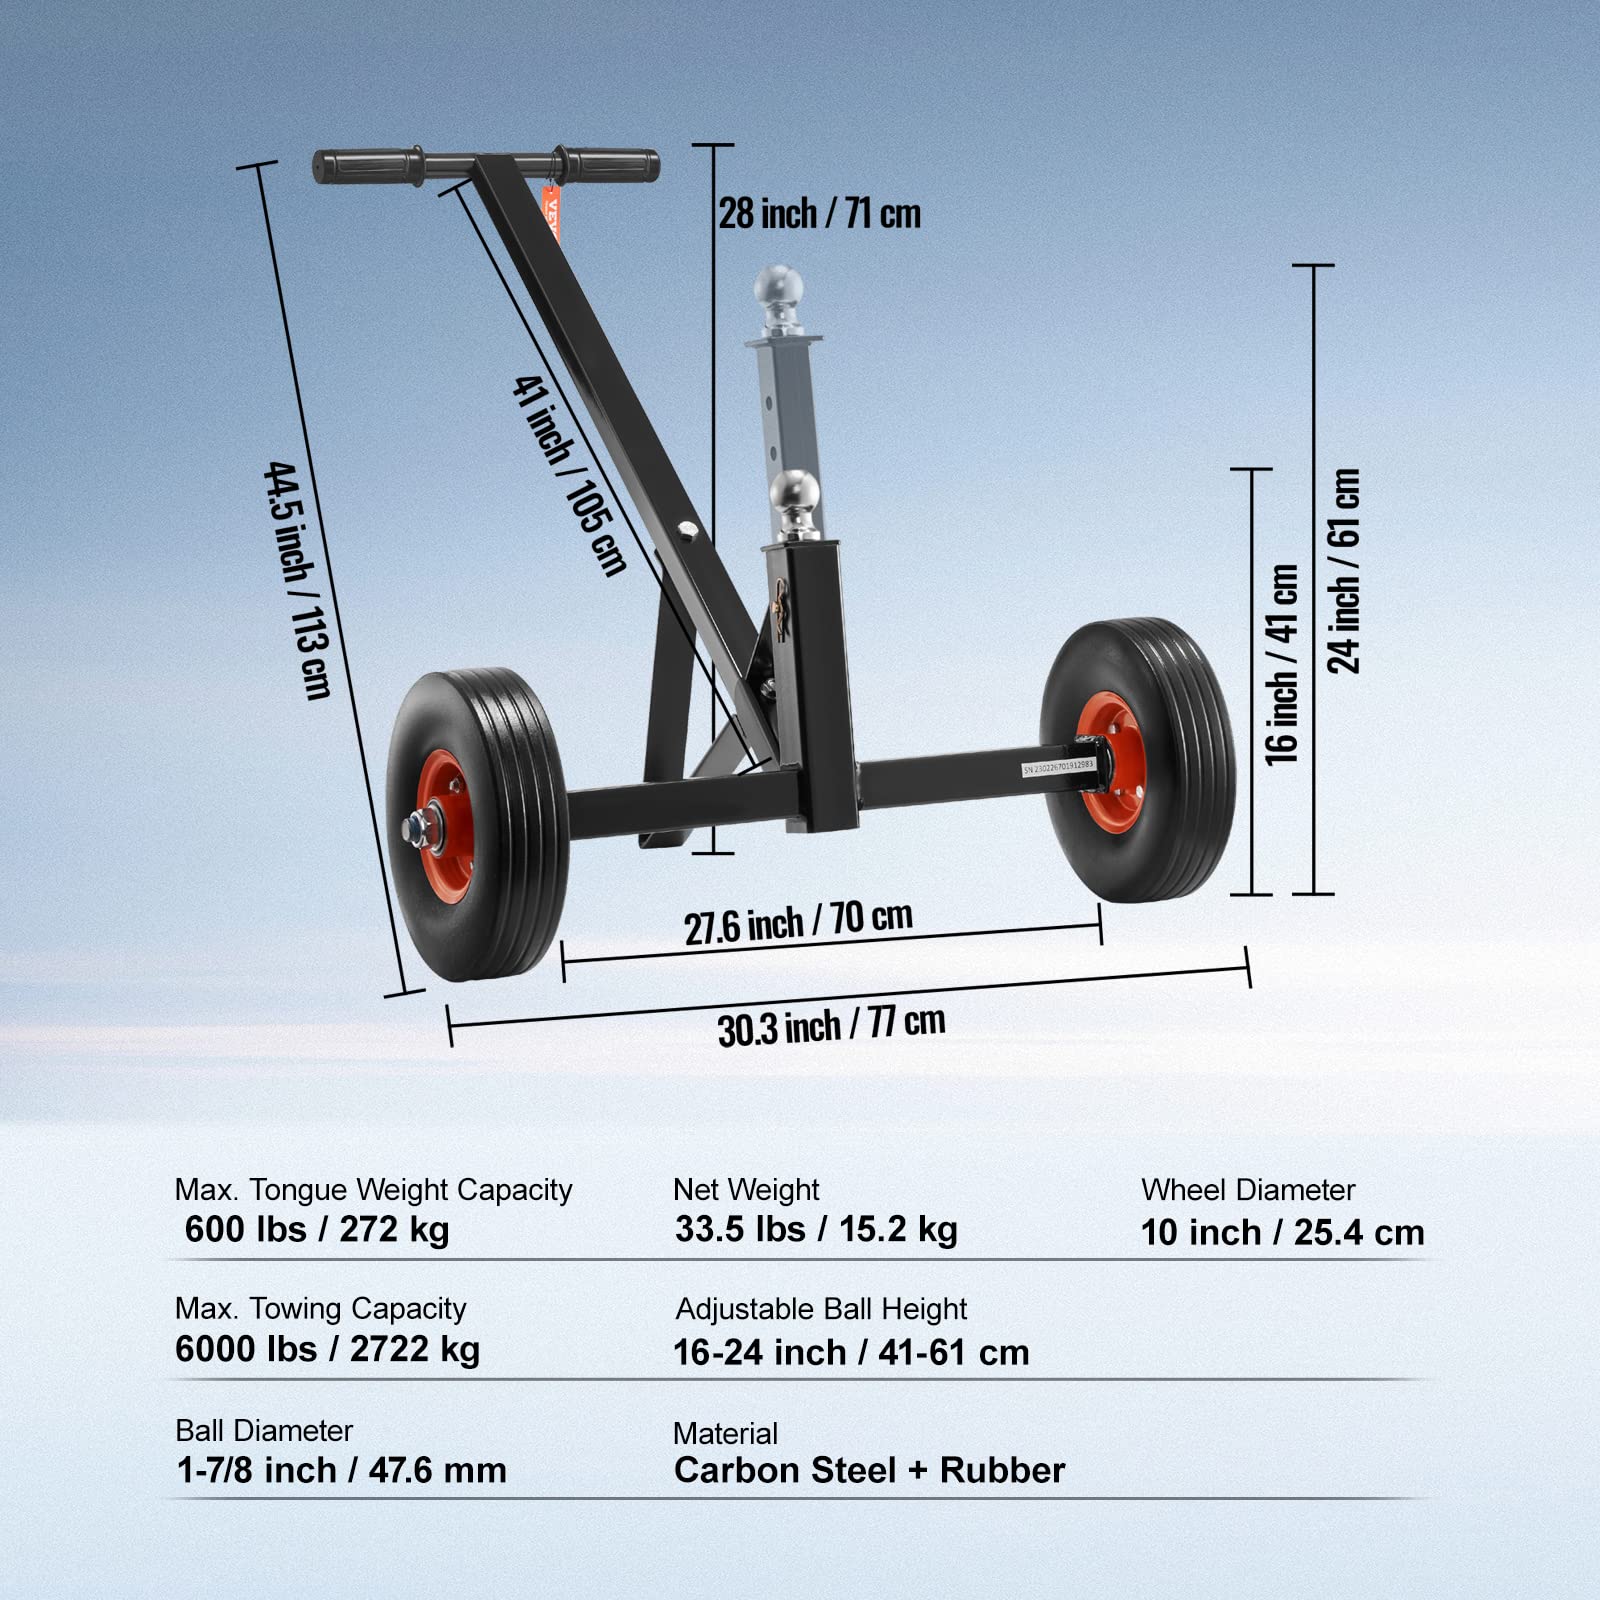 28 inch / 71 cm
41 inch / 105 cm
44.5 inch / 113 cm
16 inch / 41 cm
24 inch / 61 cm
SN 230226701912983
27.6 inch / 70 cm
30.3 inch / 77 cm
Max. Tongue Weight Capacity
600 lbs / 272 kg
Net Weight
33.5 lbs / 15.2 kg
Wheel Diameter
10 inch / 25.4 cm
Max. Towing Capacity
6000 lbs / 2722 kg
Adjustable Ball Height
16-24 inch / 41-61 cm
Ball Diameter
1-7/8 inch / 47.6 mm
Material
Carbon Steel + Rubber